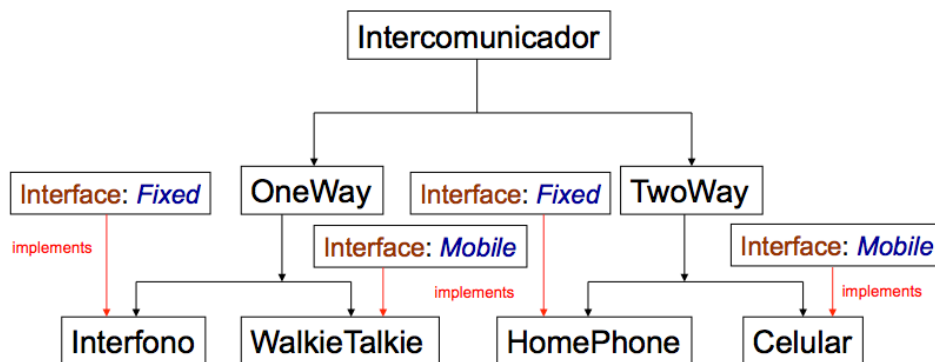 Intercomunicador
Interface: Fixed
OneWay
Interface: Fixed
TwoWay
implements
Interface: Mobile
implements
Interface: Mobile
implements
Interfono
WalkieTalkie
HomePhone
Celular